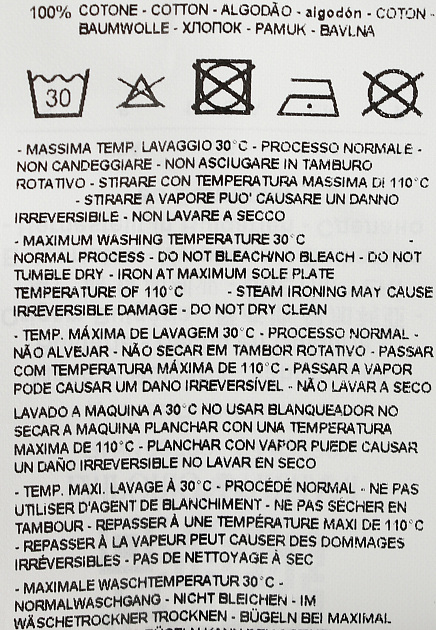 100% COTONE - COTTON - ALGODÃO - algodón - COTON -
BAUMWOLLE - ХЛОПОК - PAMUK - BAVLNA
30
- MASSIMA TEMP. LAVAGGIO 30°C - PROCESSO NORMALE -
NON CANDEGGIARE - NON ASCIUGARE IN TAMBURO
ROTATIVO - STIRARE CON TEMPERATURA MASSIMA DI 110°C
- STIRARE A VAPORE PUO' CAUSARE UN DANNO
IRREVERSIBILE - NON LAVARE A SECCO
- MAXIMUM WASHING TEMPERATURE 30°C -
NORMAL PROCESS - DO NOT BLEACH/NO BLEACH - DO NOT
TUMBLE DRY - IRON AT MAXIMUM SOLE PLATE
TEMPERATURE OF 110°C - STEAM IRONING MAY CAUSE
IRREVERSIBLE DAMAGE - DO NOT DRY CLEAN
- TEMP. MÁXIMA DE LAVAGEM 30°C - PROCESSO NORMAL -
NÃO ALVEJAR - NÃO SECAR EM TAMBOR ROTATIVO - PASSAR
COM TEMPERATURA MÁXIMA DE 110°C - PASSAR A VAPOR
PODE CAUSAR UM DANO IRREVERSÍVEL - NÃO LAVAR A SECO
LAVADO A MAQUINA A 30°C NO USAR BLANQUEADOR NO
SECAR A MAQUINA PLANCHAR CON UNA TEMPERATURA
MAXIMA DE 110°C - PLANCHAR CON VAPOR PUEDE CAUSAR
UN DAÑO IRREVERSIBLE NO LAVAR EN SECO
- TEMP. MAXI. LAVAGE À 30°C - PROCÉDÉ NORMAL - NE PAS
UTILISER D'AGENT DE BLANCHIMENT - NE PAS SÉCHER EN
TAMBOUR - REPASSER À UNE TEMPÉRATURE MAXI DE 110°C
- REPASSER À LA VAPEUR PEUT CAUSER DES DOMMAGES
IRRÉVERSIBLES - PAS DE NETTOYAGE À SEC
- MAXIMALE WASCHTEMPERATUR 30°C -
NORMALWASCHGANG - NICHT BLEICHEN - IM
WÄSCHETROCKNER TROCKNEN - BÜGELN BEI MAXIMAL